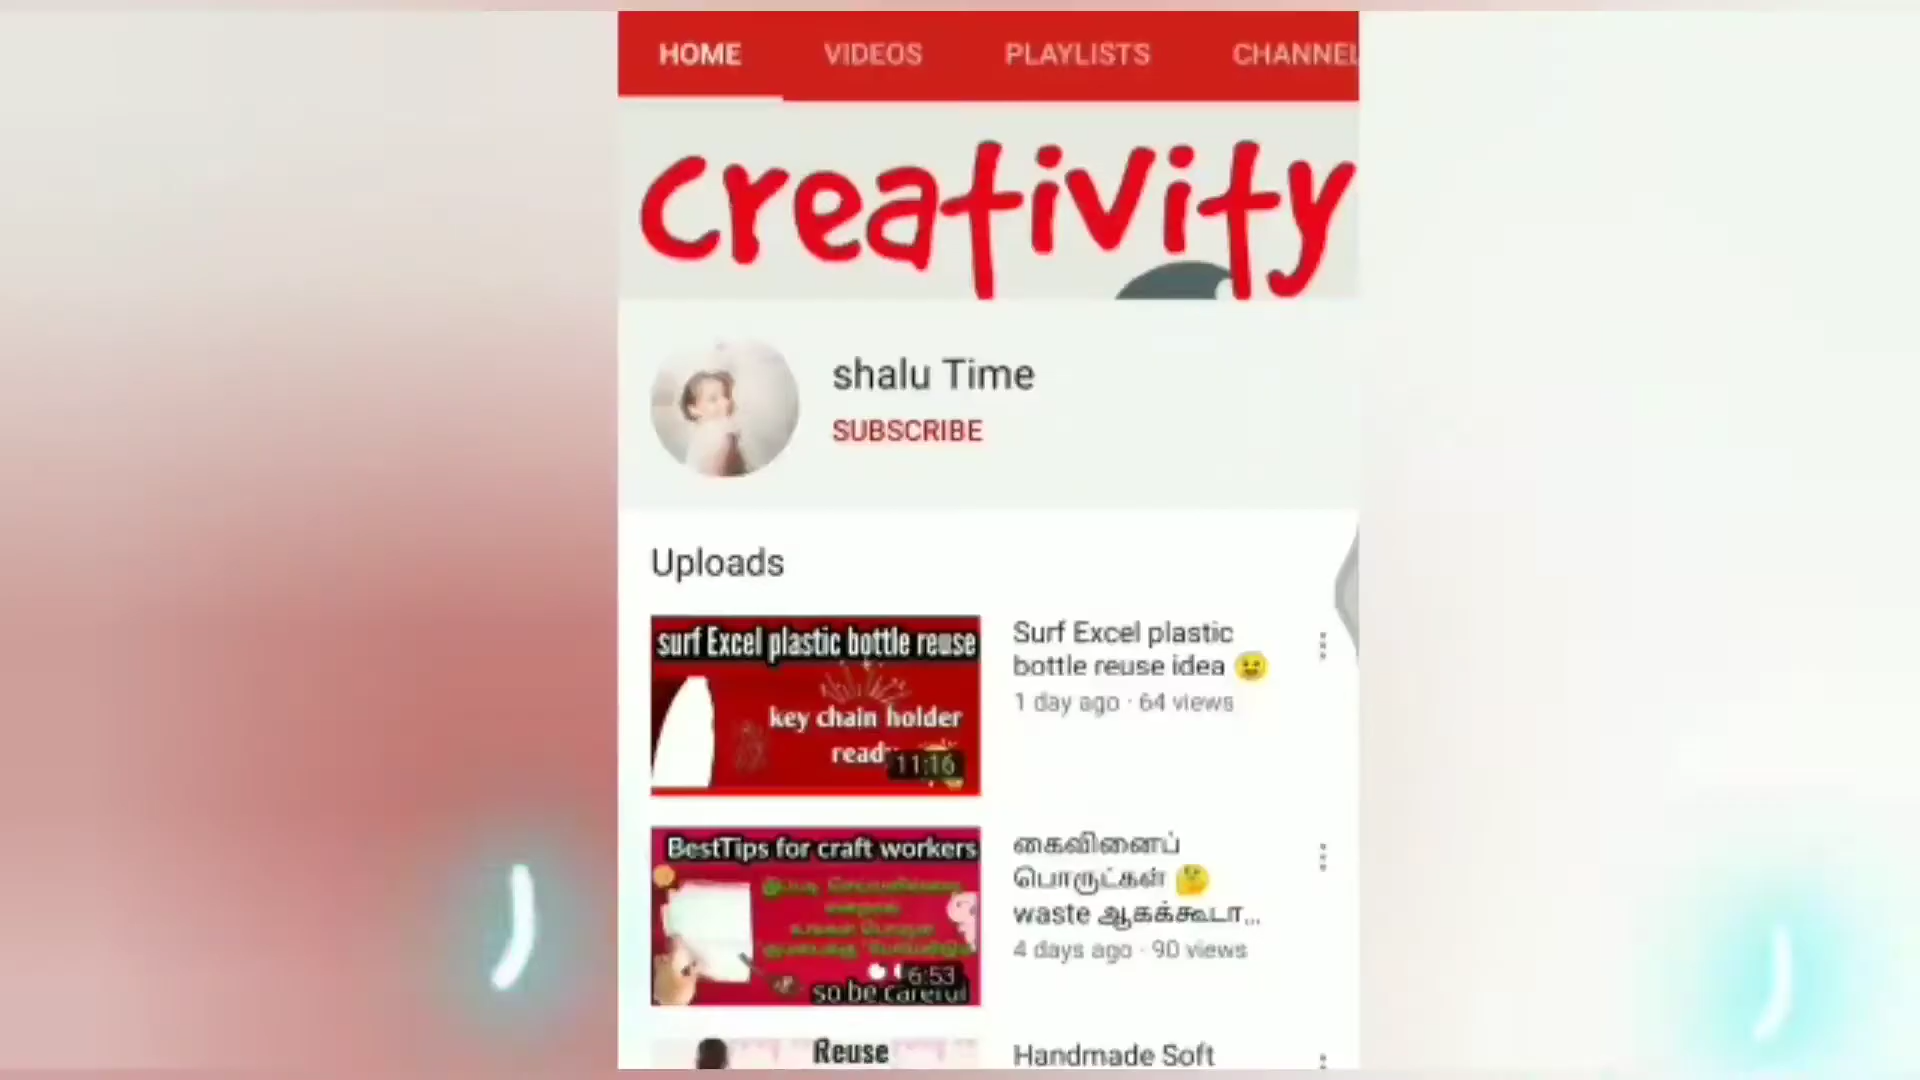 HOME VIDEOS PLAYLISTS CHANNEL
creativity
shalu Time
SUBSCRIBE
Uploads
surf Excel plastic bottle reuse
key chain holder
ready
11:16
Surf Excel plastic
bottle reuse idea
1 day ago · 64 views
BestTips for craft workers
6:53
so be careful
கைவினைப்
பொருட்கள்
waste ஆகக்கூடா...
4 days ago · 90 views
Reuse
Handmade Soft